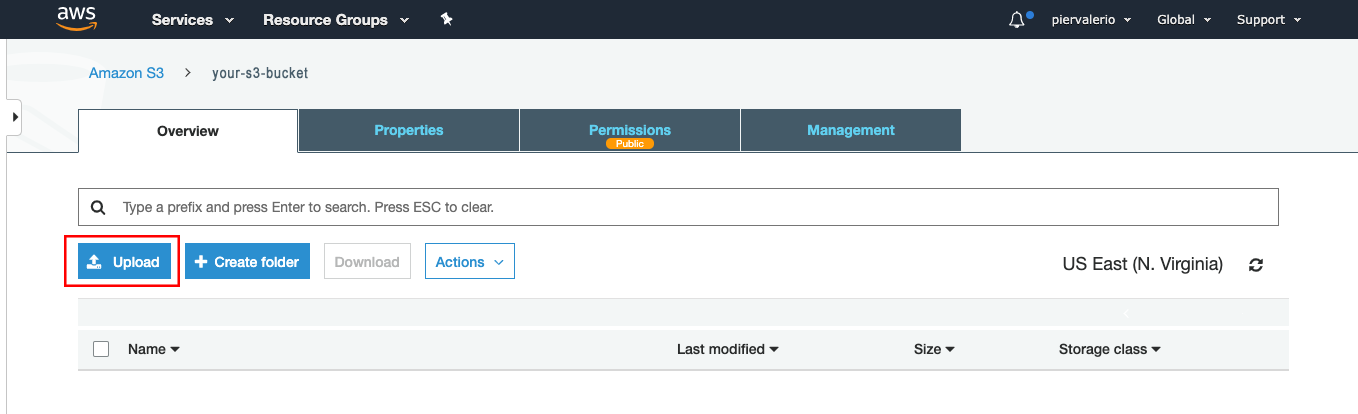 aws Services Resource Groups piervalerio Global Support
Amazon S3 > your-s3-bucket
Overview Properties Permissions Management
Public
Type a prefix and press Enter to search. Press ESC to clear.
Upload Create folder Download Actions US East (N. Virginia)
Name Last modified Size Storage class